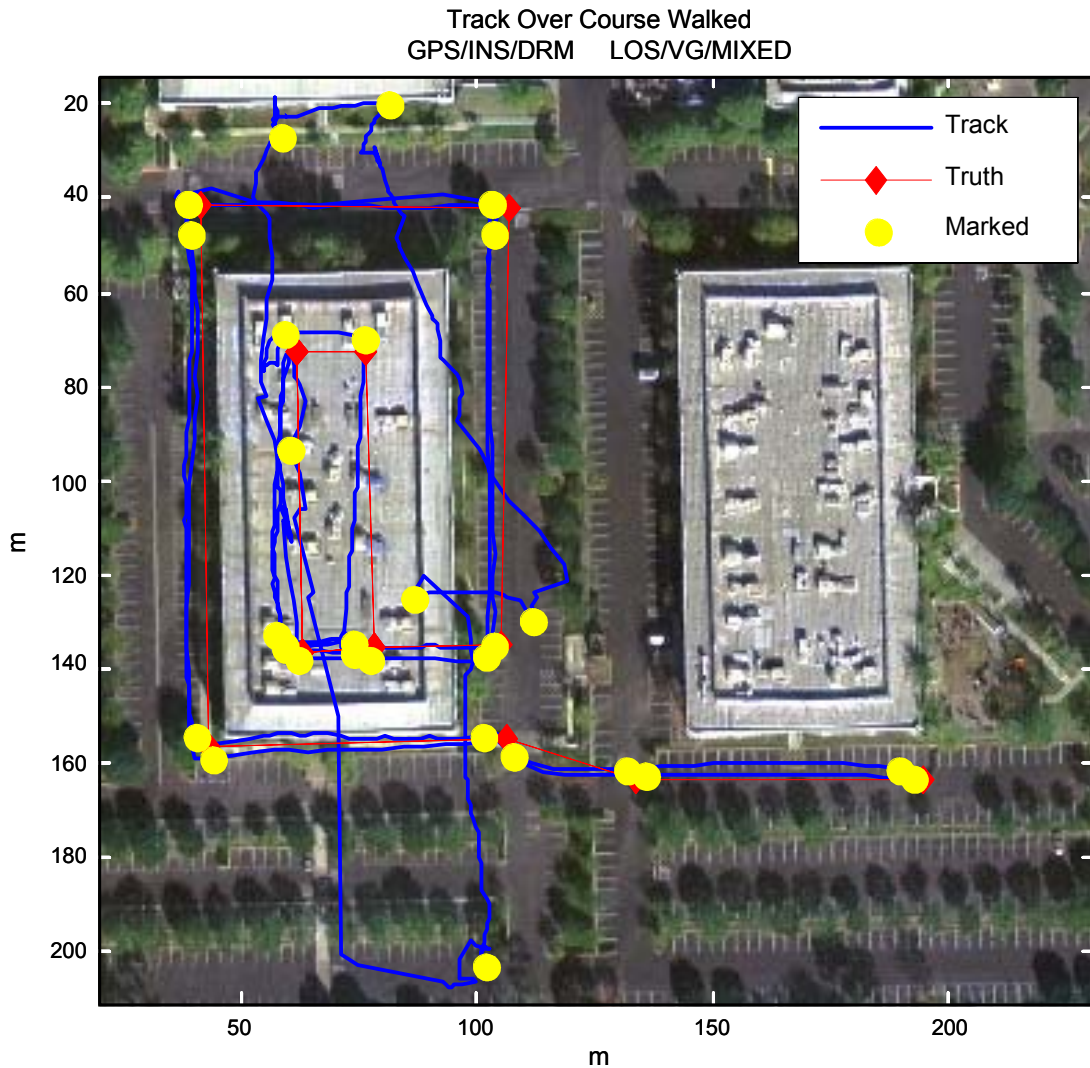 Track Over Course Walked
GPS/INS/DRM LOS/VG/MIXED
Track
Truth
Marked
20
40
60
80
100
120
140
160
180
200
m
50
100
150
200
m